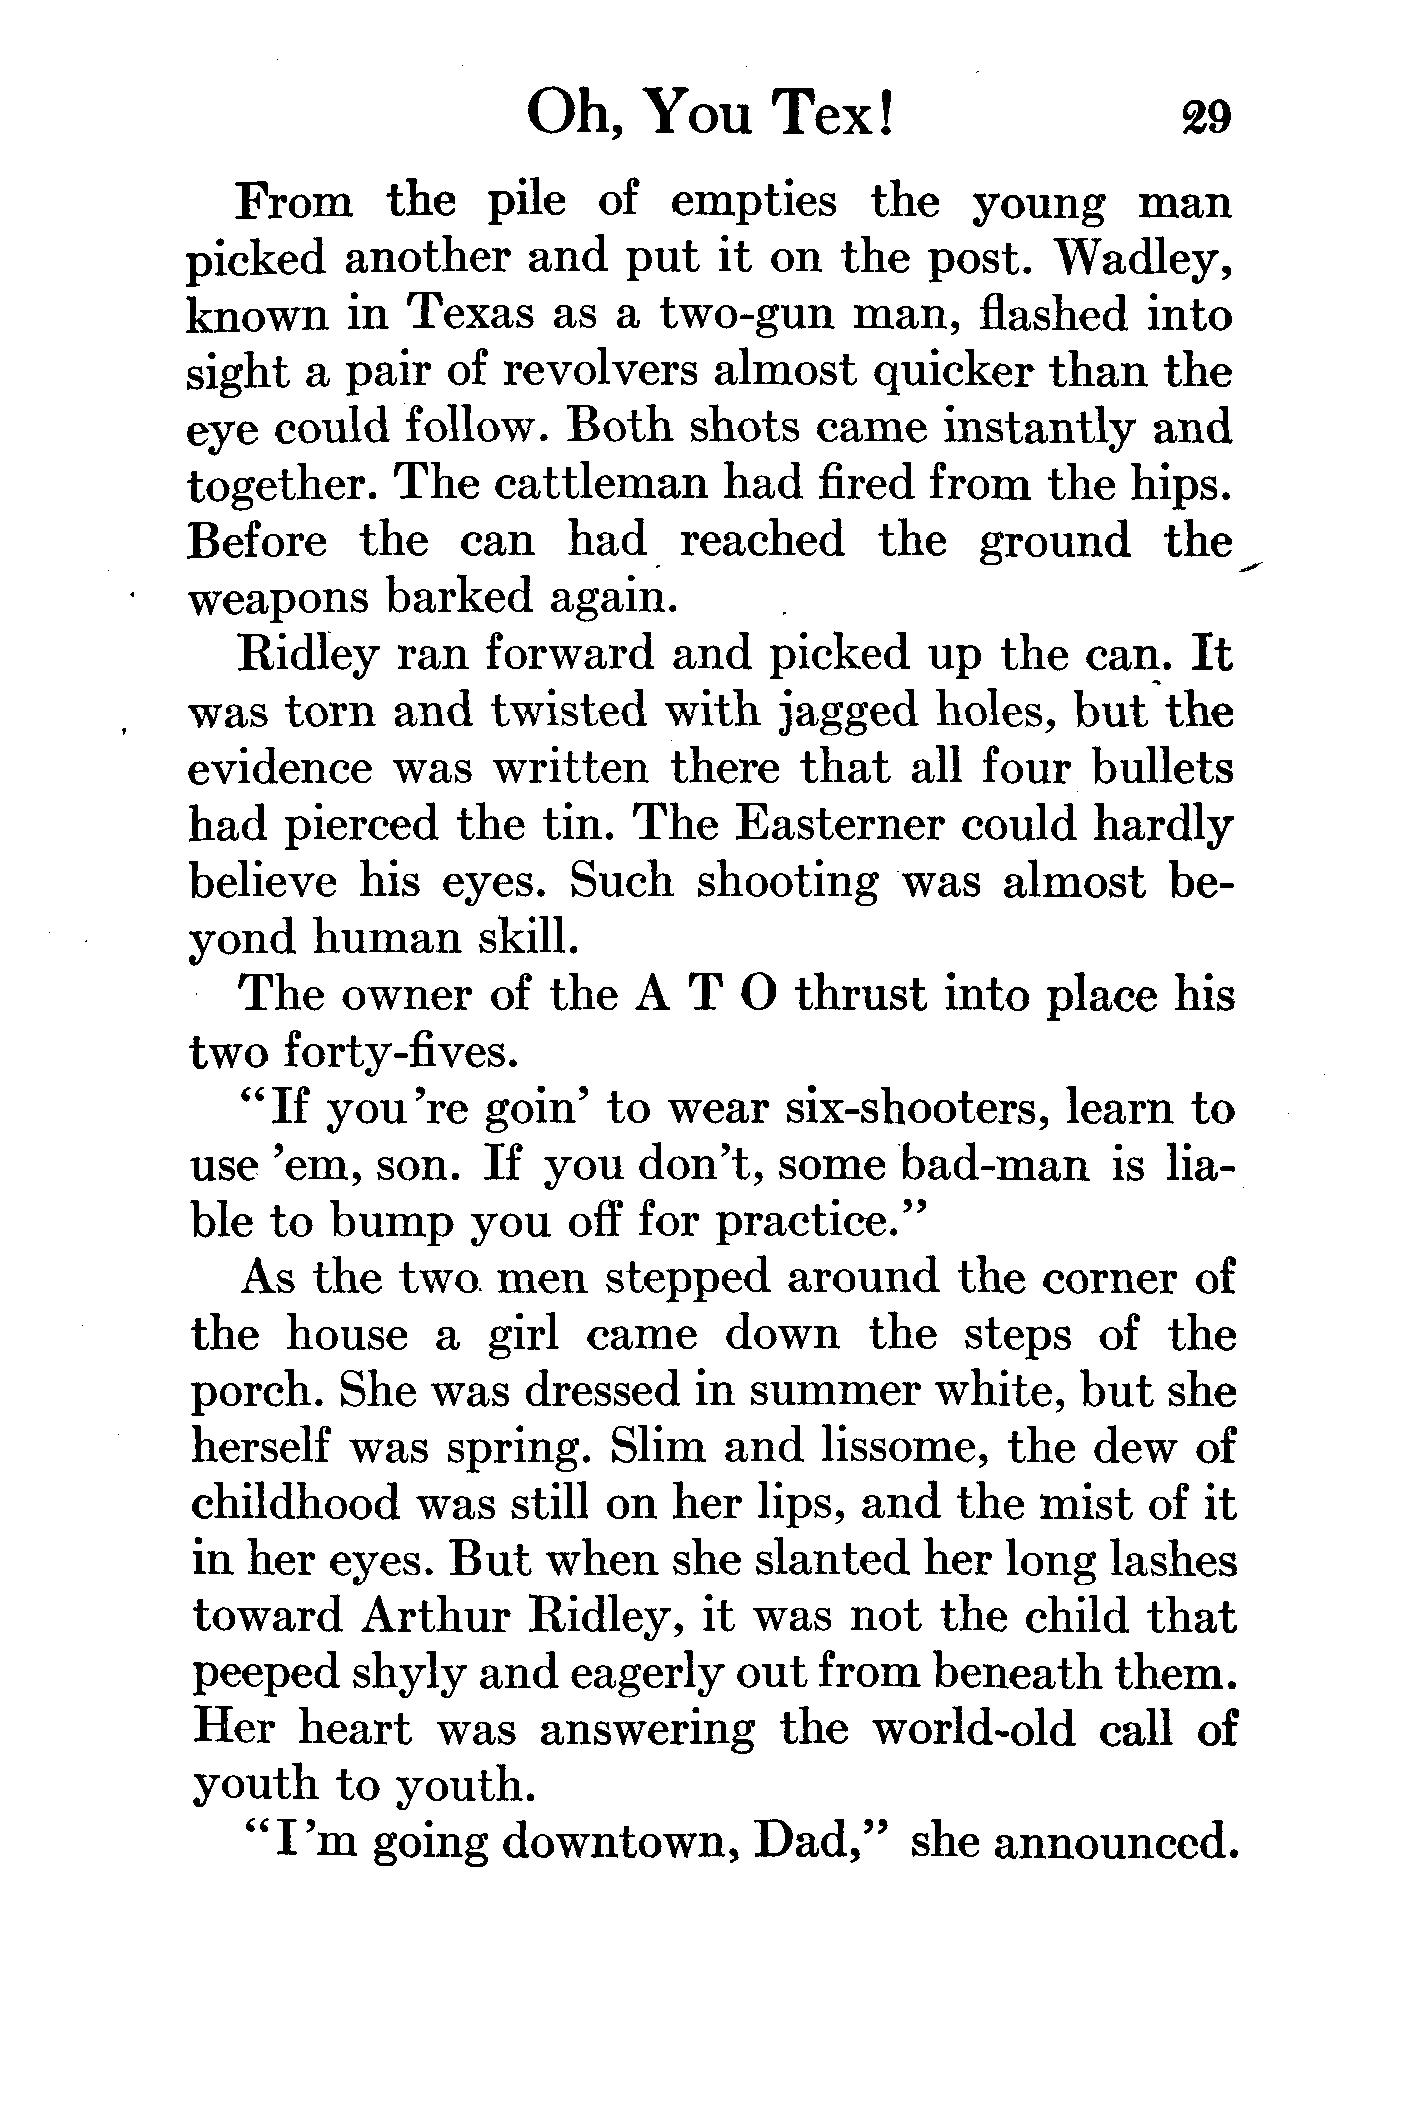 Oh, You Tex! 29
From the pile of empties the young man
picked another and put it on the post. Wadley,
known in Texas as a two-gun man, flashed into
sight a pair of revolvers almost quicker than the
eye could follow. Both shots came instantly and
together. The cattleman had fired from the hips.
Before the can had reached the ground the
weapons barked again.
Ridley ran forward and picked up the can. It
was torn and twisted with jagged holes, but the
evidence was written there that all four bullets
had pierced the tin. The Easterner could hardly
believe his eyes. Such shooting was almost be-
yond human skill.
The owner of the A T O thrust into place his
two forty-fives.
“If you 're goin’ to wear six-shooters, learn to
use ’em, son. If you don’t, some bad-man is lia-
ble to bump you off for practice.”
As the two men stepped around the corner of
the house a girl came down the steps of the
porch. She was dressed in summer white, but she
herself was spring. Slim and lissome, the dew of
childhood was still on her lips, and the mist of it
in her eyes. But when she slanted her long lashes
toward Arthur Ridley, it was not the child that
peeped shyly and eagerly out from beneath them.
Her heart was answering the world-old call of
youth to youth.
“I 'm going downtown, Dad,” she announced.